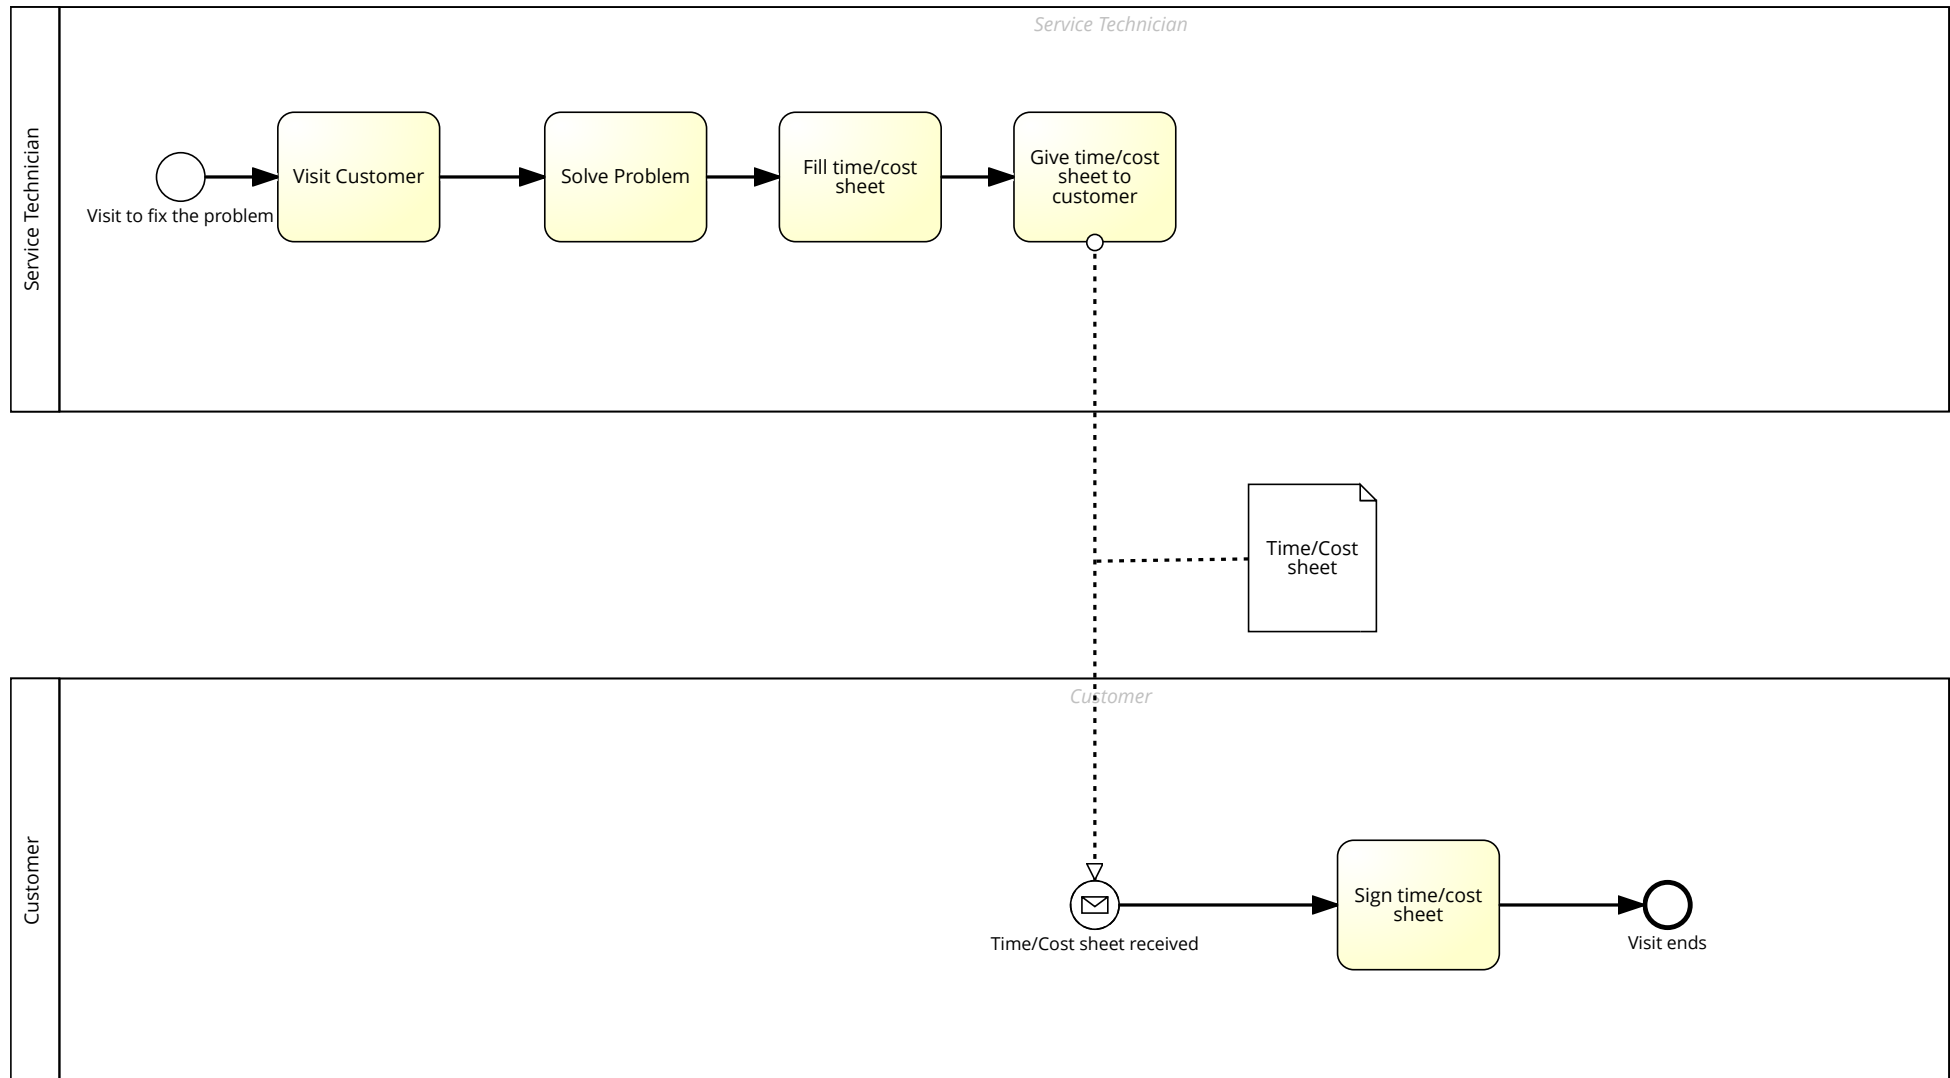 Service Technician
Service Technician
Visit to fix the problem
Visit Customer
Solve Problem
Fill time/cost
sheet
Give time/cost
sheet to
customer
Time/Cost
sheet
Customer
Customer
Time/Cost sheet received
Sign time/cost
sheet
Visit ends